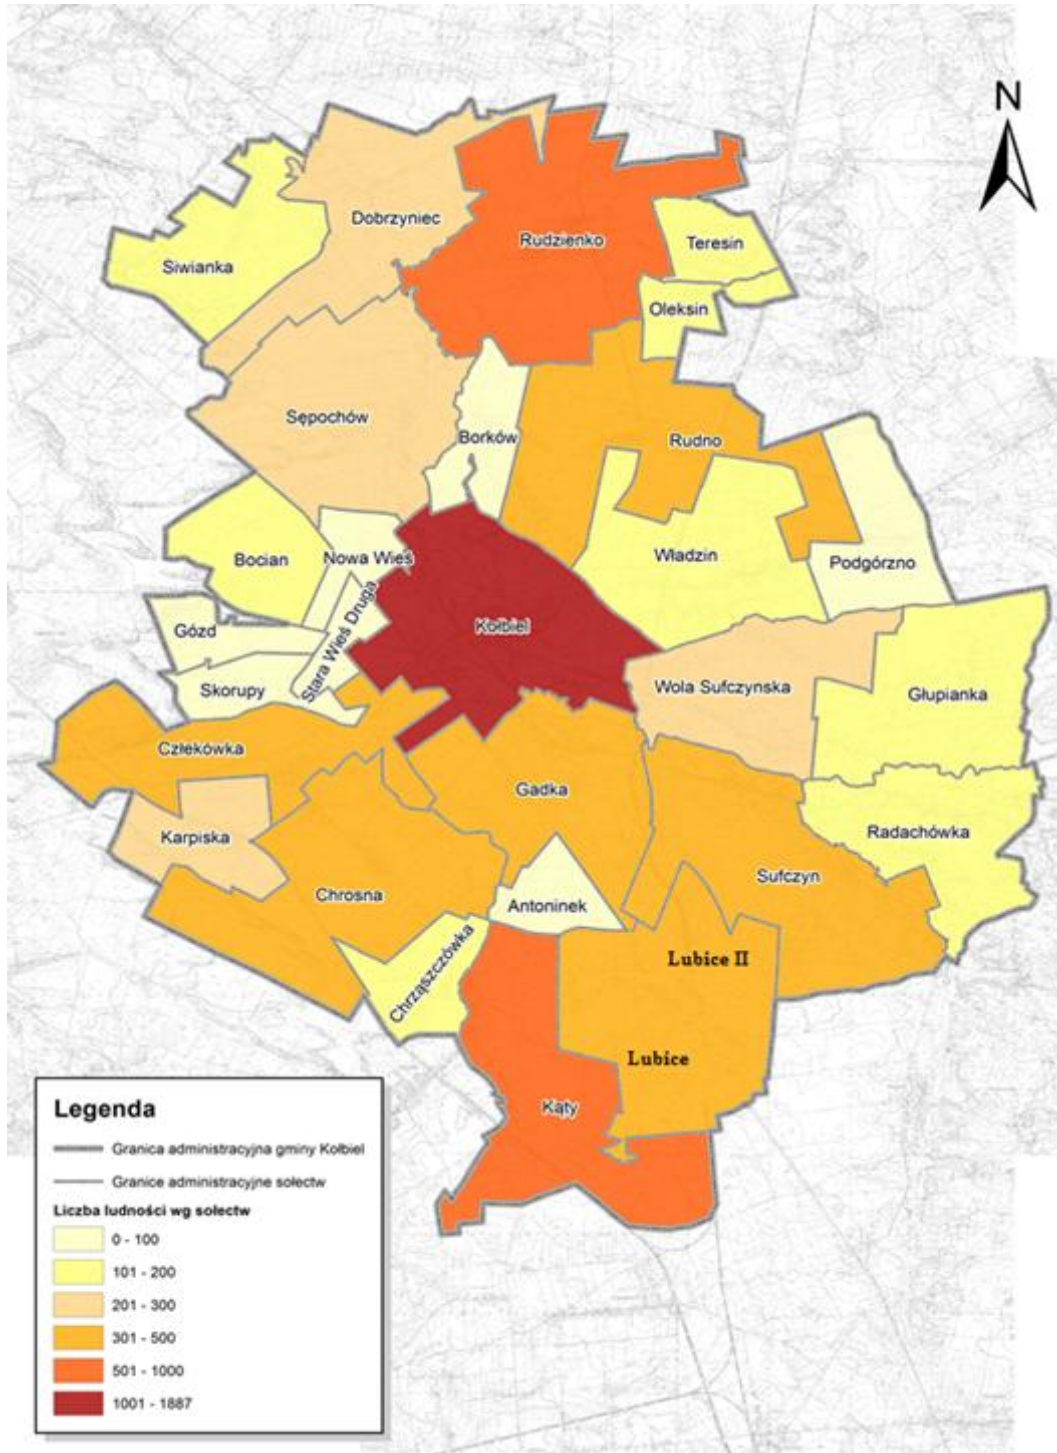 N
Dobrzyniec
Rudzienko
Teresin
Siwianka
Oleksin
Sępochów
Borków
Rudno
Bocian
Nowa Wieś
Władzin
Podgórzno
Gózd
Stara Wieś Druga
Kołbiel
Skorupy
Wola Sufczynska
Głupianka
Człekówka
Gadka
Karpiska
Radachówka
Chrosna
Sufczyn
Antoninek
Chrząszczówka
Lubice II
Lubice
Kąty
Legenda
Granica administracyjna gminy Kołbiel
Granice administracyjne sołectw
Liczba ludności wg sołectw
0 - 100
101 - 200
201 - 300
301 - 500
501 - 1000
1001 - 1887